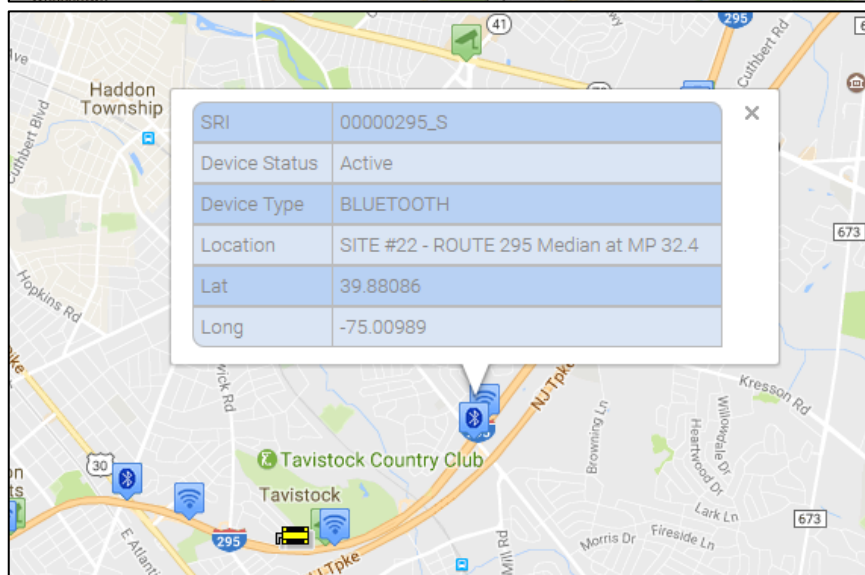 41
295
Cuthbert Rd
Haddon
Township
Cuthbert Blvd
SRI 00000295_S
Device Status Active
Device Type BLUETOOTH
Location SITE #22 - ROUTE 295 Median at MP 32.4
Lat 39.88086
Long -75.00989
×
673
Hopkins Rd
NJ Tpke
Kresson Rd
Browning Ln
Willowdale Dr
Heartwood Dr
30
Tavistock Country Club
Tavistock
Lark Ln
673
295
Morris Dr
Fireside Ln
E Atlanti
Mill Rd
NJ Tpke